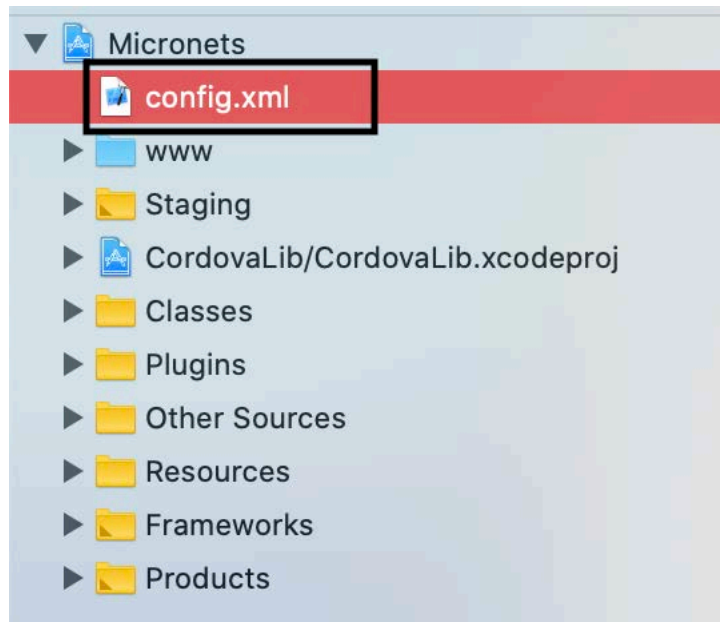 Micronets
config.xml
www
Staging
CordovaLib/CordovaLib.xcodeproj
Classes
Plugins
Other Sources
Resources
Frameworks
Products